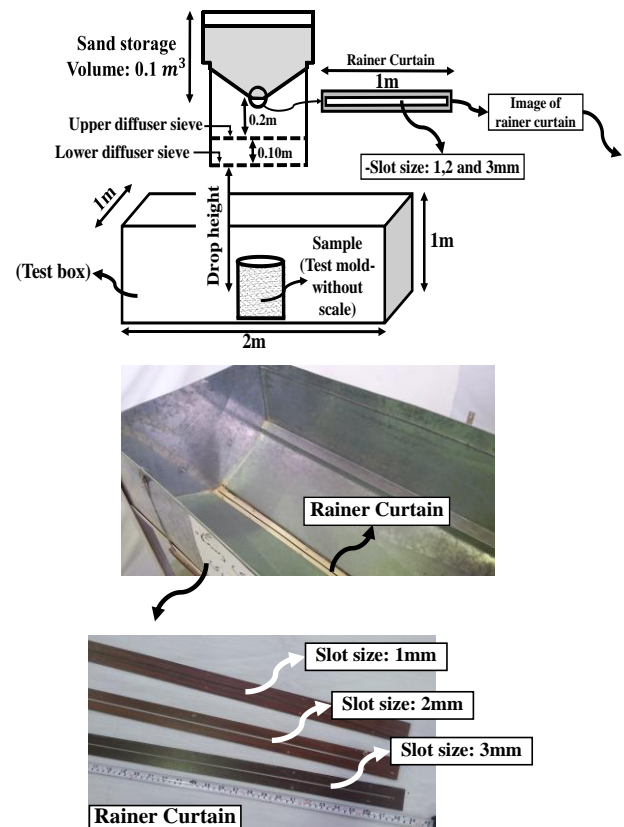 Sand storage
Volume: 0.1 m³
Rainer Curtain
1m
Image of
rainer curtain
0.2m
Upper diffuser sieve
Lower diffuser sieve
0.10m
-Slot size: 1,2 and 3mm
1m
Drop height
1m
(Test box)
Sample
(Test mold-
without
scale)
2m
Rainer Curtain
Slot size: 1mm
Slot size: 2mm
Slot size: 3mm
Rainer Curtain